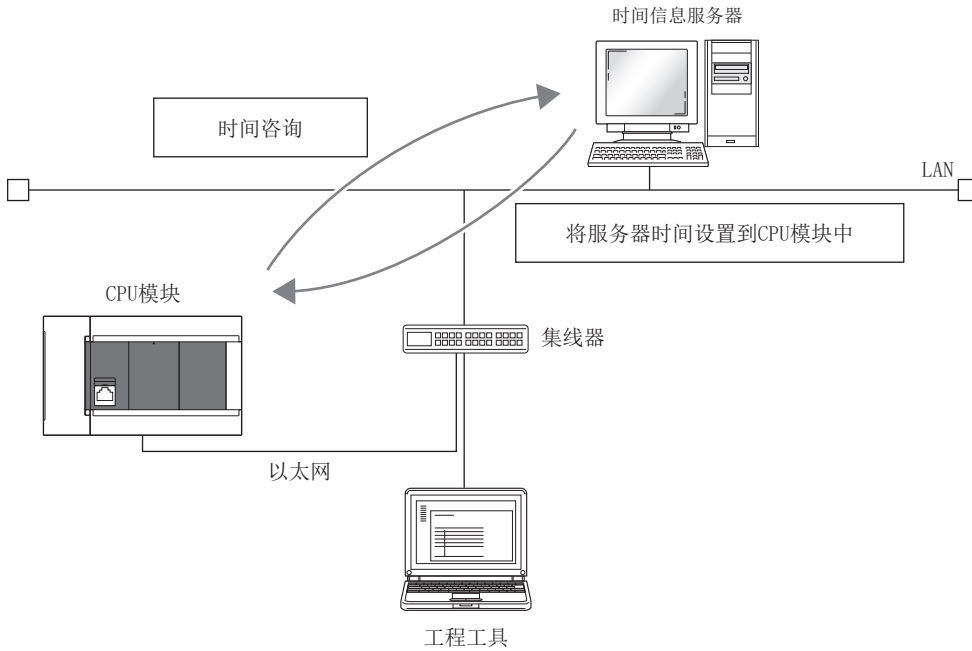 时间信息服务器
时间咨询
LAN
将服务器时间设置到CPU模块中
CPU模块
集线器
以太网
工程工具